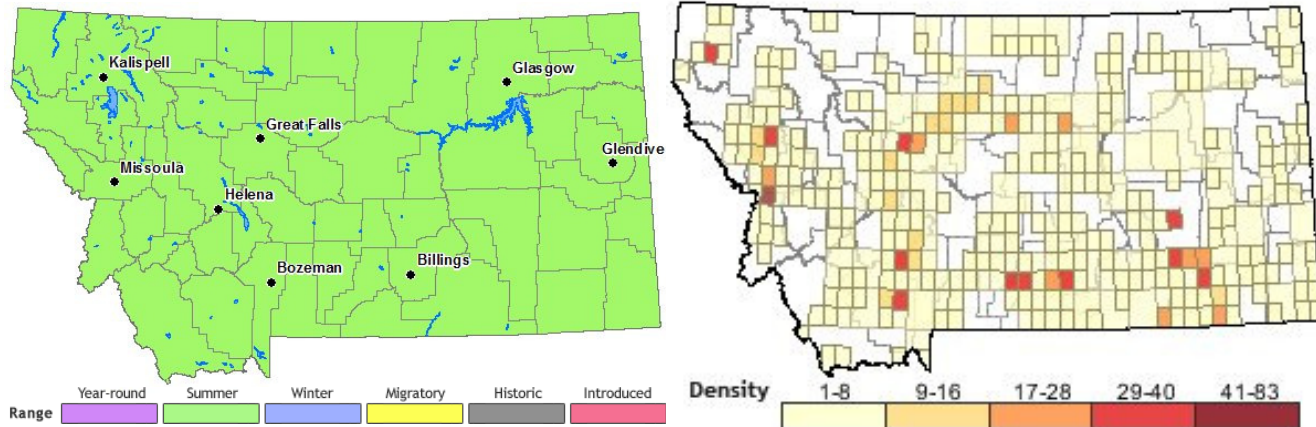 Kalispell
Glasgow
Great Falls
Glendive
Missoula
Helena
Bozeman
Billings
Year-round Summer Winter Migratory Historic Introduced
Range
Density 1-8 9-16 17-28 29-40 41-83